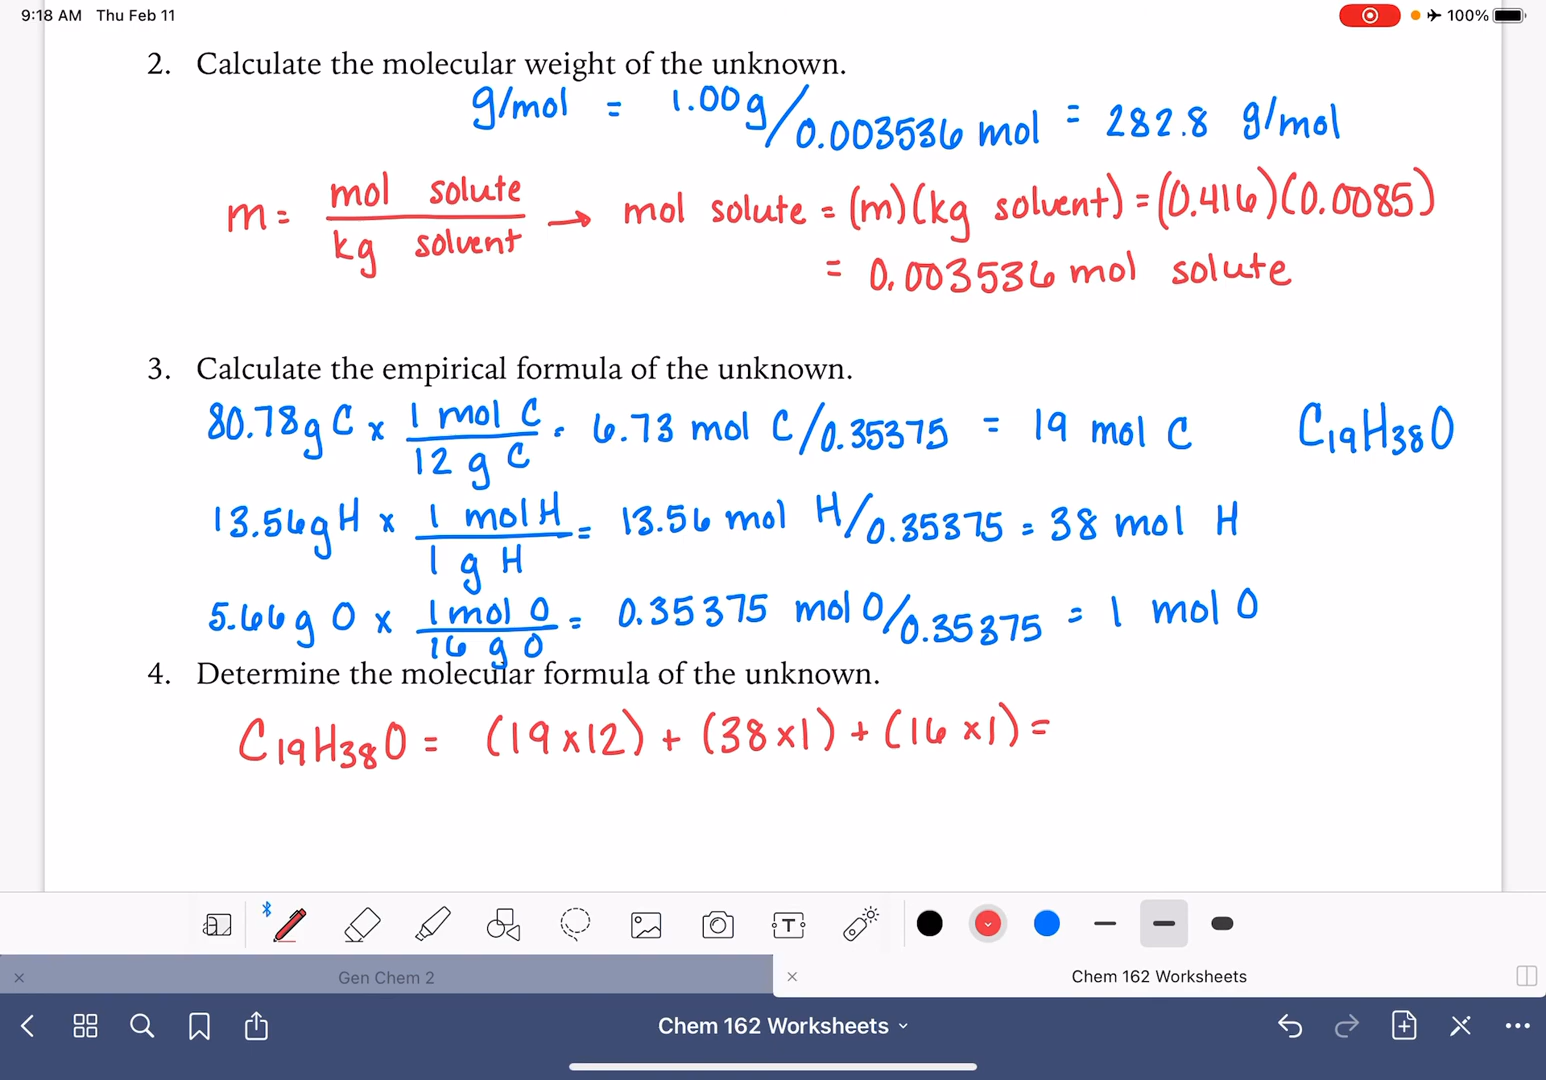 9:18 AM Thu Feb 11
100%
2. Calculate the molecular weight of the unknown.
g/mol = 1.00g/0.003536 mol = 282.8 g/mol
m = mol solute / kg solvent → mol solute = (m)(kg solvent) = (0.416)(0.0085)
= 0.003536 mol solute
3. Calculate the empirical formula of the unknown.
80.78g C x 1 mol C / 12 g C = 6.73 mol C/0.35375 = 19 mol C C₁₉H₃₈O
13.56g H x 1 mol H / 1 g H = 13.56 mol H/0.35375 = 38 mol H
5.66g O x 1 mol O / 16 g O = 0.35375 mol O/0.35375 = 1 mol O
4. Determine the molecular formula of the unknown.
C₁₉H₃₈O = (19x12) + (38x1) + (16x1) =
a T
Gen Chem 2 Chem 162 Worksheets
Chem 162 Worksheets